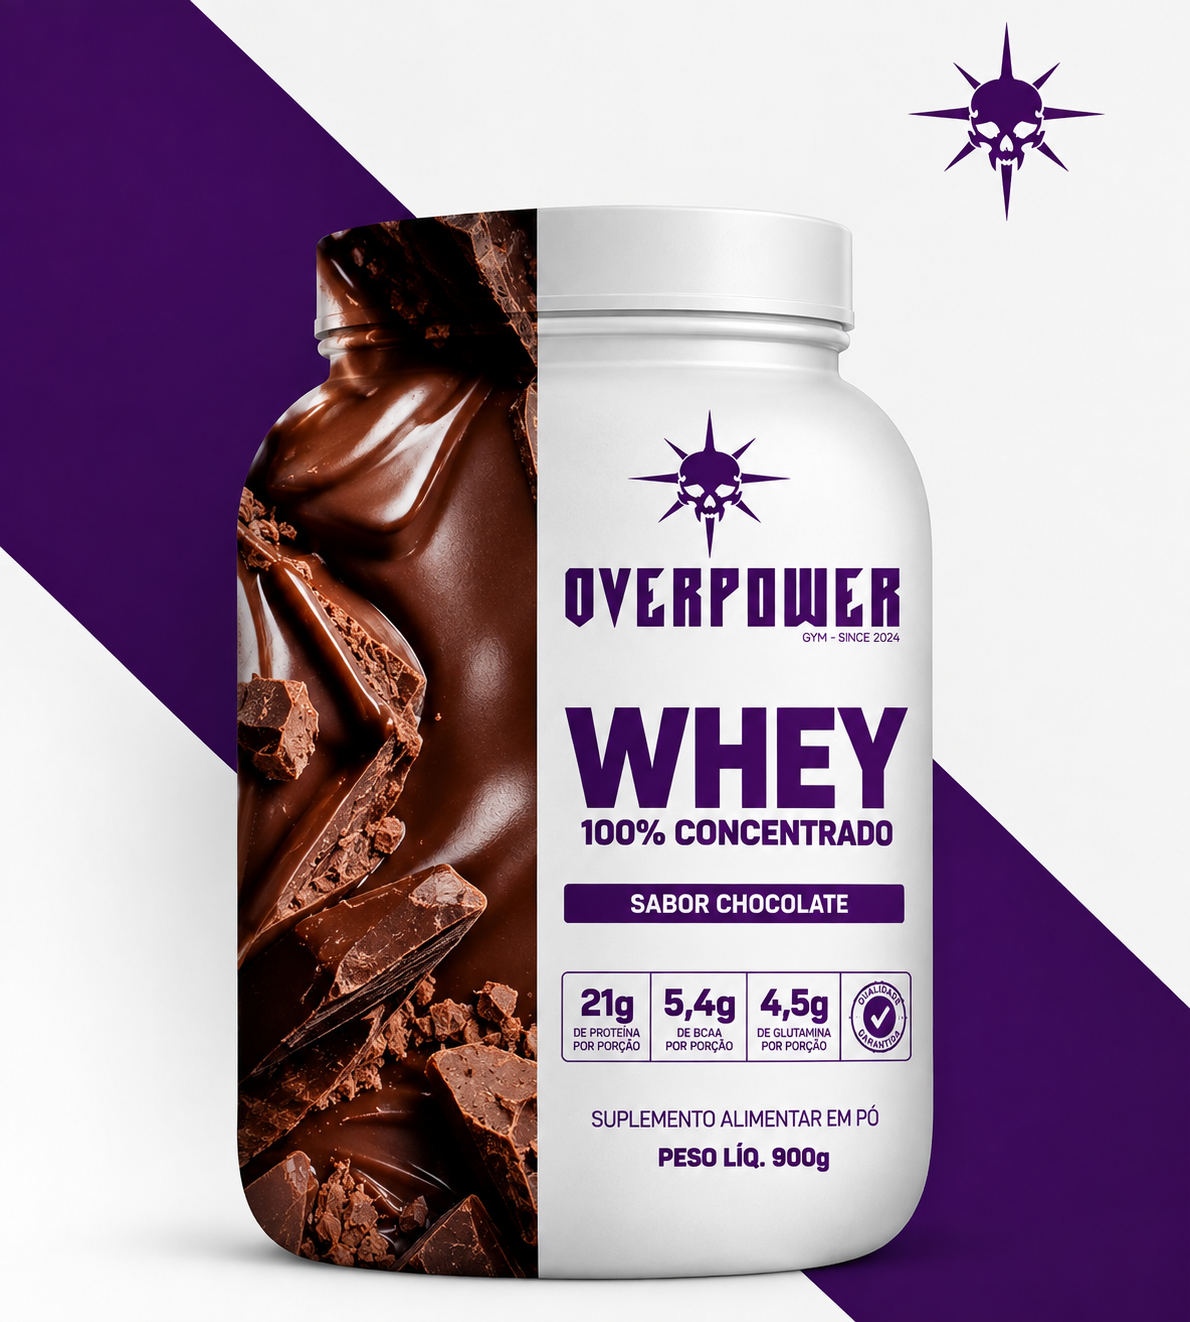 OVERPOWER
GYM - SINCE 2024
WHEY
100% CONCENTRADO
SABOR CHOCOLATE
21g
DE PROTEÍNA
POR PORÇÃO
5,4g
DE BCAA
POR PORÇÃO
4,5g
DE GLUTAMINA
POR PORÇÃO
QUALIDADE
GARANTIDA
SUPLEMENTO ALIMENTAR EM PÓ
PESO LÍQ. 900g